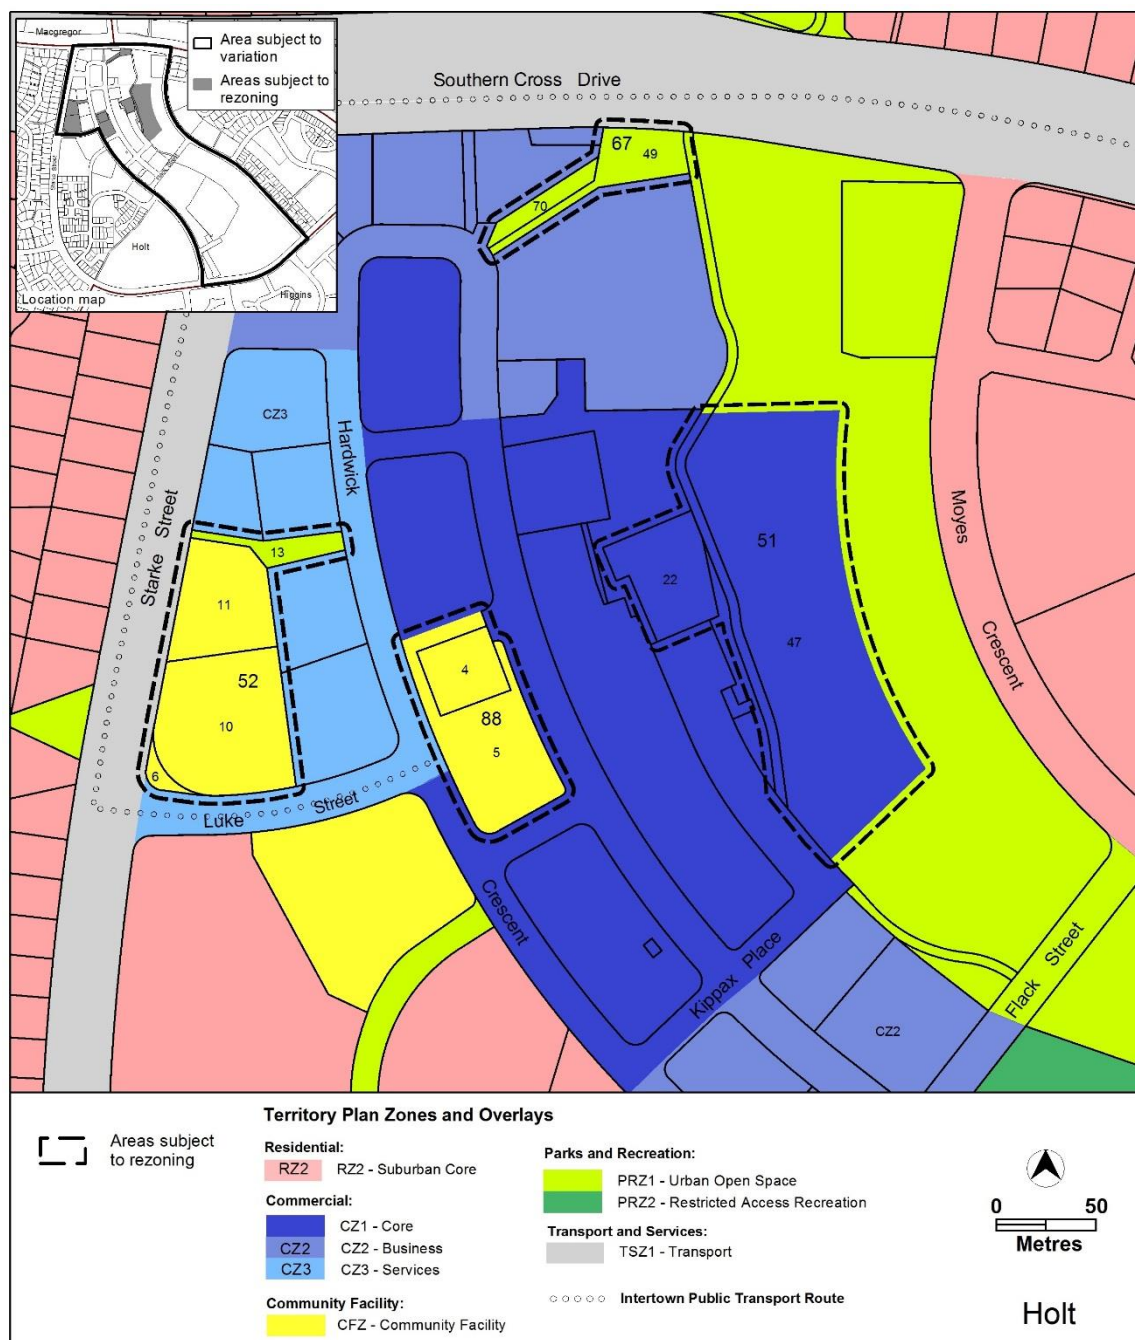 Macgregor
Area subject to
variation
Areas subject to
rezoning
Holt
Higgins
Location map
Southern Cross Drive
67
49
70
CZ3
Hardwick
Starke Street
13
11
52
10
6
Luke Street
4
88
5
Crescent
22
51
47
Moyes
Crescent
Kippax Place
CZ2
Flack Street
Areas subject
to rezoning
Territory Plan Zones and Overlays
Residential:
RZ2 RZ2 - Suburban Core
Commercial:
CZ1 - Core
CZ2 CZ2 - Business
CZ3 CZ3 - Services
Community Facility:
CFZ - Community Facility
Parks and Recreation:
PRZ1 - Urban Open Space
PRZ2 - Restricted Access Recreation
Transport and Services:
TSZ1 - Transport
Intertown Public Transport Route
0 50
Metres
Holt